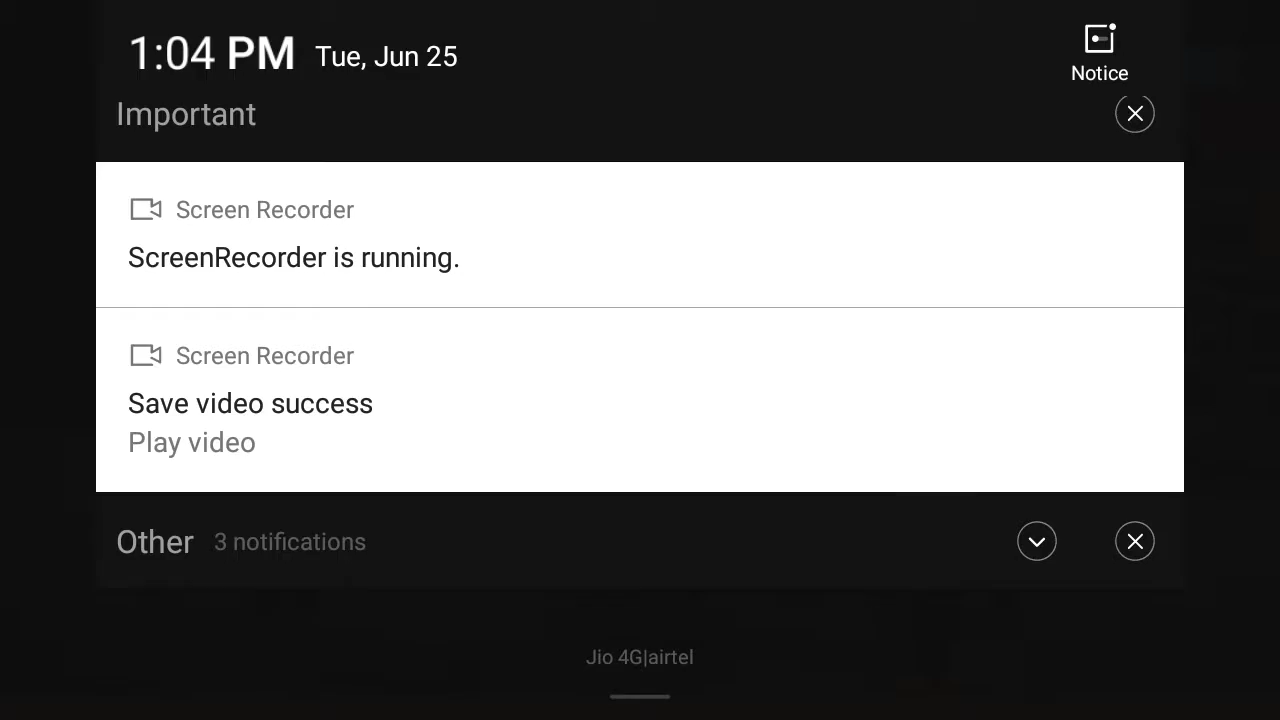 1:04 PM Tue, Jun 25
Notice
Important
Screen Recorder
ScreenRecorder is running.
Screen Recorder
Save video success
Play video
Other 3 notifications
Jio 4G|airtel